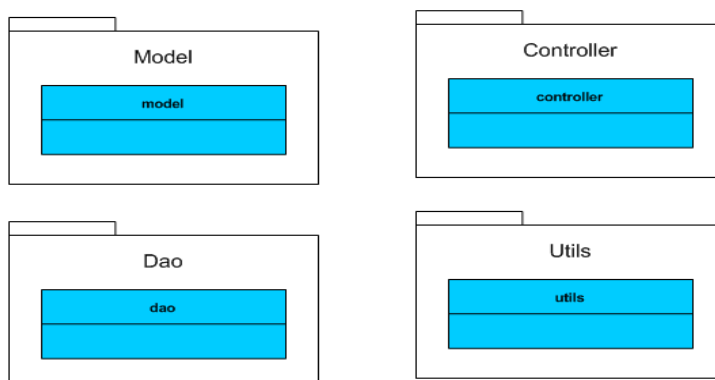 Model
model
Controller
controller
Dao
dao
Utils
utils